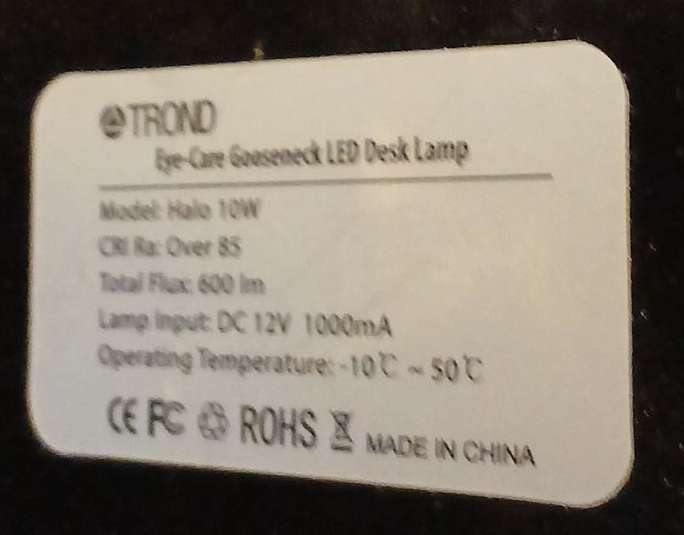 TROND
Eye-Care Gooseneck LED Desk Lamp
Model: Halo 10W
CRI Ra: Over 85
Total Flux: 600 lm
Lamp Input: DC 12V 1000mA
Operating Temperature: -10℃ ~ 50℃
CE FC ROHS MADE IN CHINA